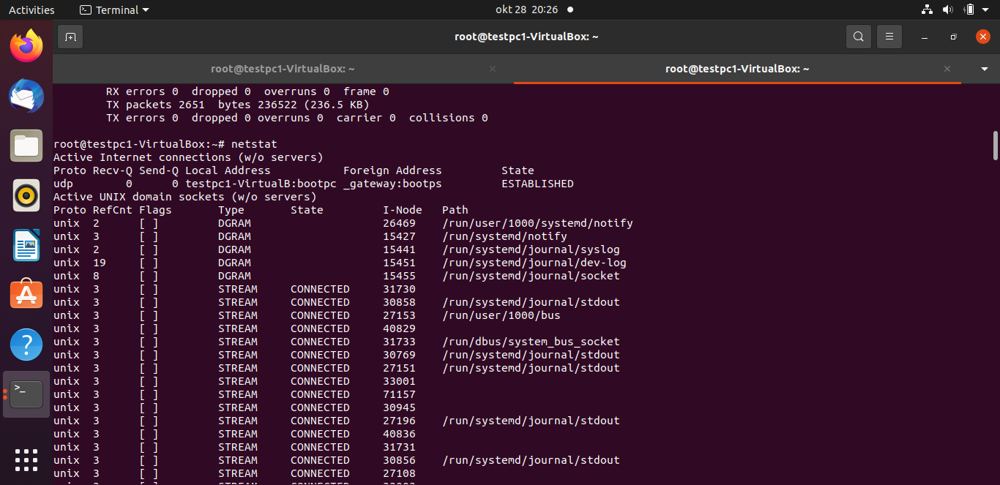 Activities Terminal okt 28 20:26
root@testpc1-VirtualBox: ~
root@testpc1-VirtualBox: ~ root@testpc1-VirtualBox: ~
RX errors 0  dropped 0  overruns 0  frame 0
TX packets 2651  bytes 236522 (236.5 KB)
TX errors 0  dropped 0 overruns 0  carrier 0  collisions 0
root@testpc1-VirtualBox:~# netstat
Active Internet connections (w/o servers)
Proto Recv-Q Send-Q Local Address           Foreign Address         State
udp        0      0 testpc1-VirtualB:bootpc _gateway:bootps         ESTABLISHED
Active UNIX domain sockets (w/o servers)
Proto RefCnt Flags       Type       State         I-Node   Path
unix  2      [ ]         DGRAM                    26469    /run/user/1000/systemd/notify
unix  3      [ ]         DGRAM                    15427    /run/systemd/notify
unix  2      [ ]         DGRAM                    15441    /run/systemd/journal/syslog
unix  19     [ ]         DGRAM                    15451    /run/systemd/journal/dev-log
unix  8      [ ]         DGRAM                    15455    /run/systemd/journal/socket
unix  3      [ ]         STREAM     CONNECTED     31730
unix  3      [ ]         STREAM     CONNECTED     30858    /run/systemd/journal/stdout
unix  3      [ ]         STREAM     CONNECTED     27153    /run/user/1000/bus
unix  3      [ ]         STREAM     CONNECTED     40829
unix  3      [ ]         STREAM     CONNECTED     31733    /run/dbus/system_bus_socket
unix  3      [ ]         STREAM     CONNECTED     30769    /run/systemd/journal/stdout
unix  3      [ ]         STREAM     CONNECTED     27151    /run/systemd/journal/stdout
unix  3      [ ]         STREAM     CONNECTED     33001
unix  3      [ ]         STREAM     CONNECTED     71157
unix  3      [ ]         STREAM     CONNECTED     30945
unix  3      [ ]         STREAM     CONNECTED     27196    /run/systemd/journal/stdout
unix  3      [ ]         STREAM     CONNECTED     40836
unix  3      [ ]         STREAM     CONNECTED     31731
unix  3      [ ]         STREAM     CONNECTED     30856    /run/systemd/journal/stdout
unix  3      [ ]         STREAM     CONNECTED     27108